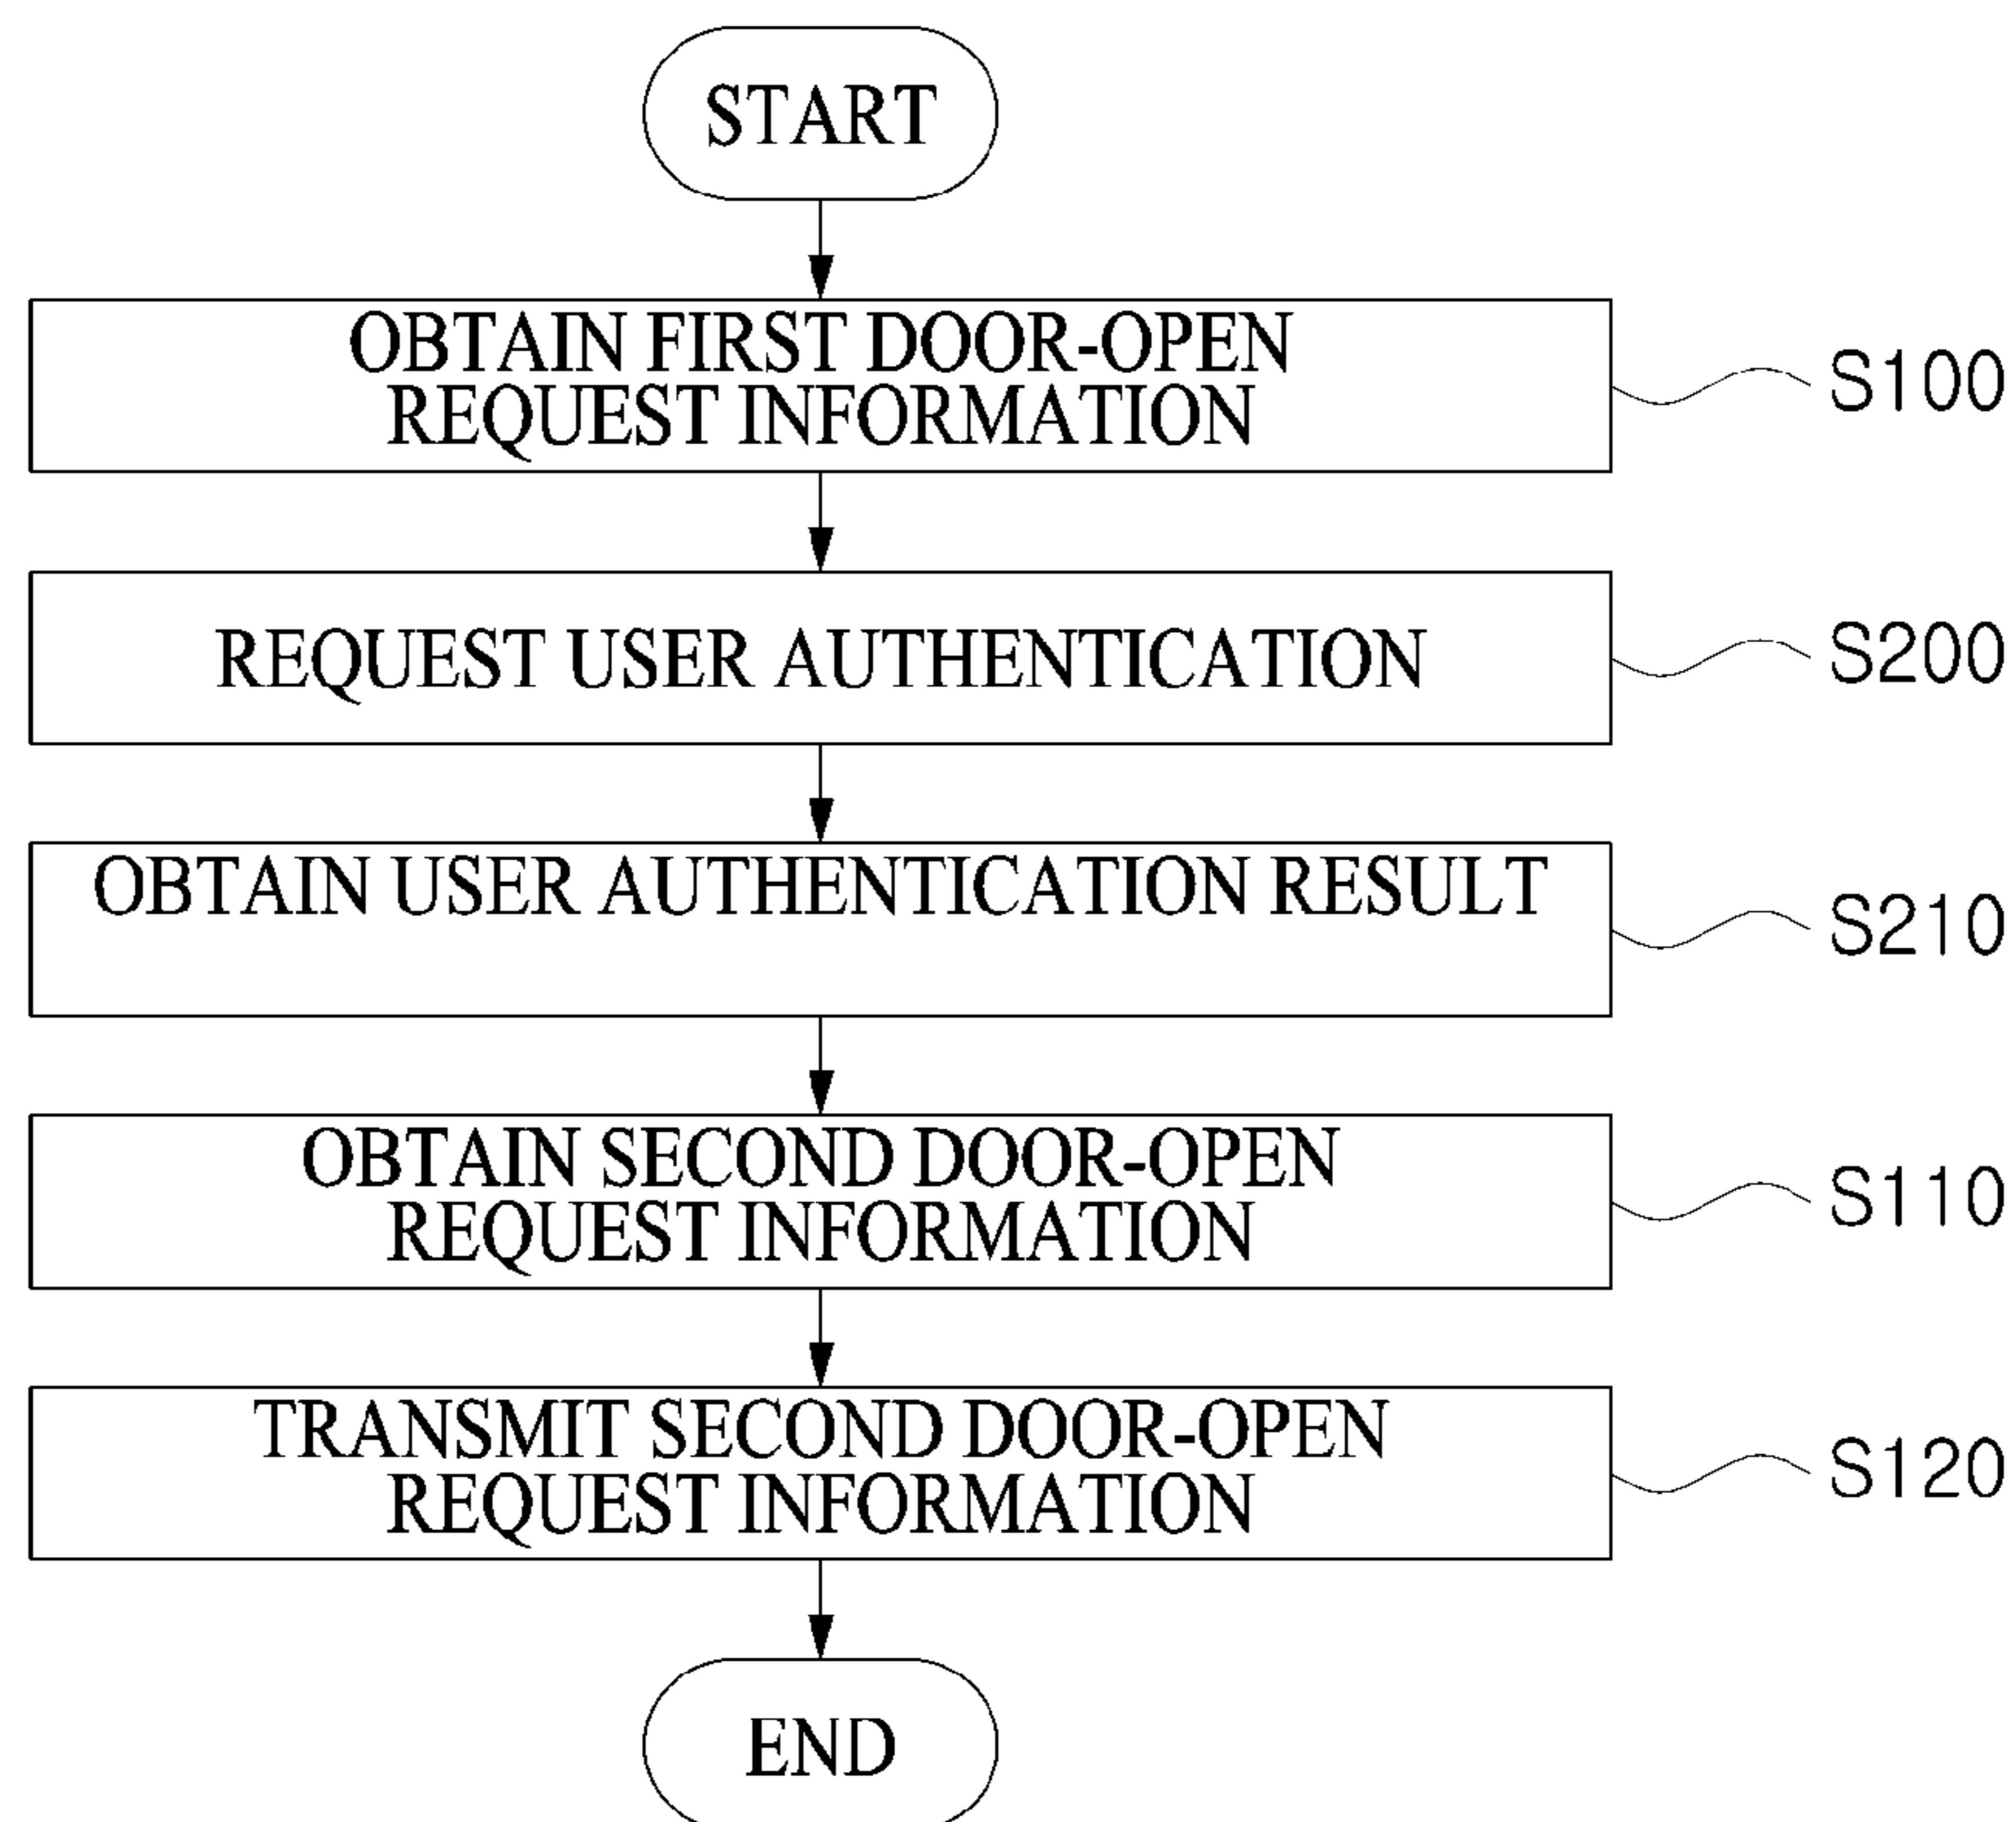 START
OBTAIN FIRST DOOR-OPEN
REQUEST INFORMATION
S100
REQUEST USER AUTHENTICATION
S200
OBTAIN USER AUTHENTICATION RESULT
S210
OBTAIN SECOND DOOR-OPEN
REQUEST INFORMATION
S110
TRANSMIT SECOND DOOR-OPEN
REQUEST INFORMATION
S120
END